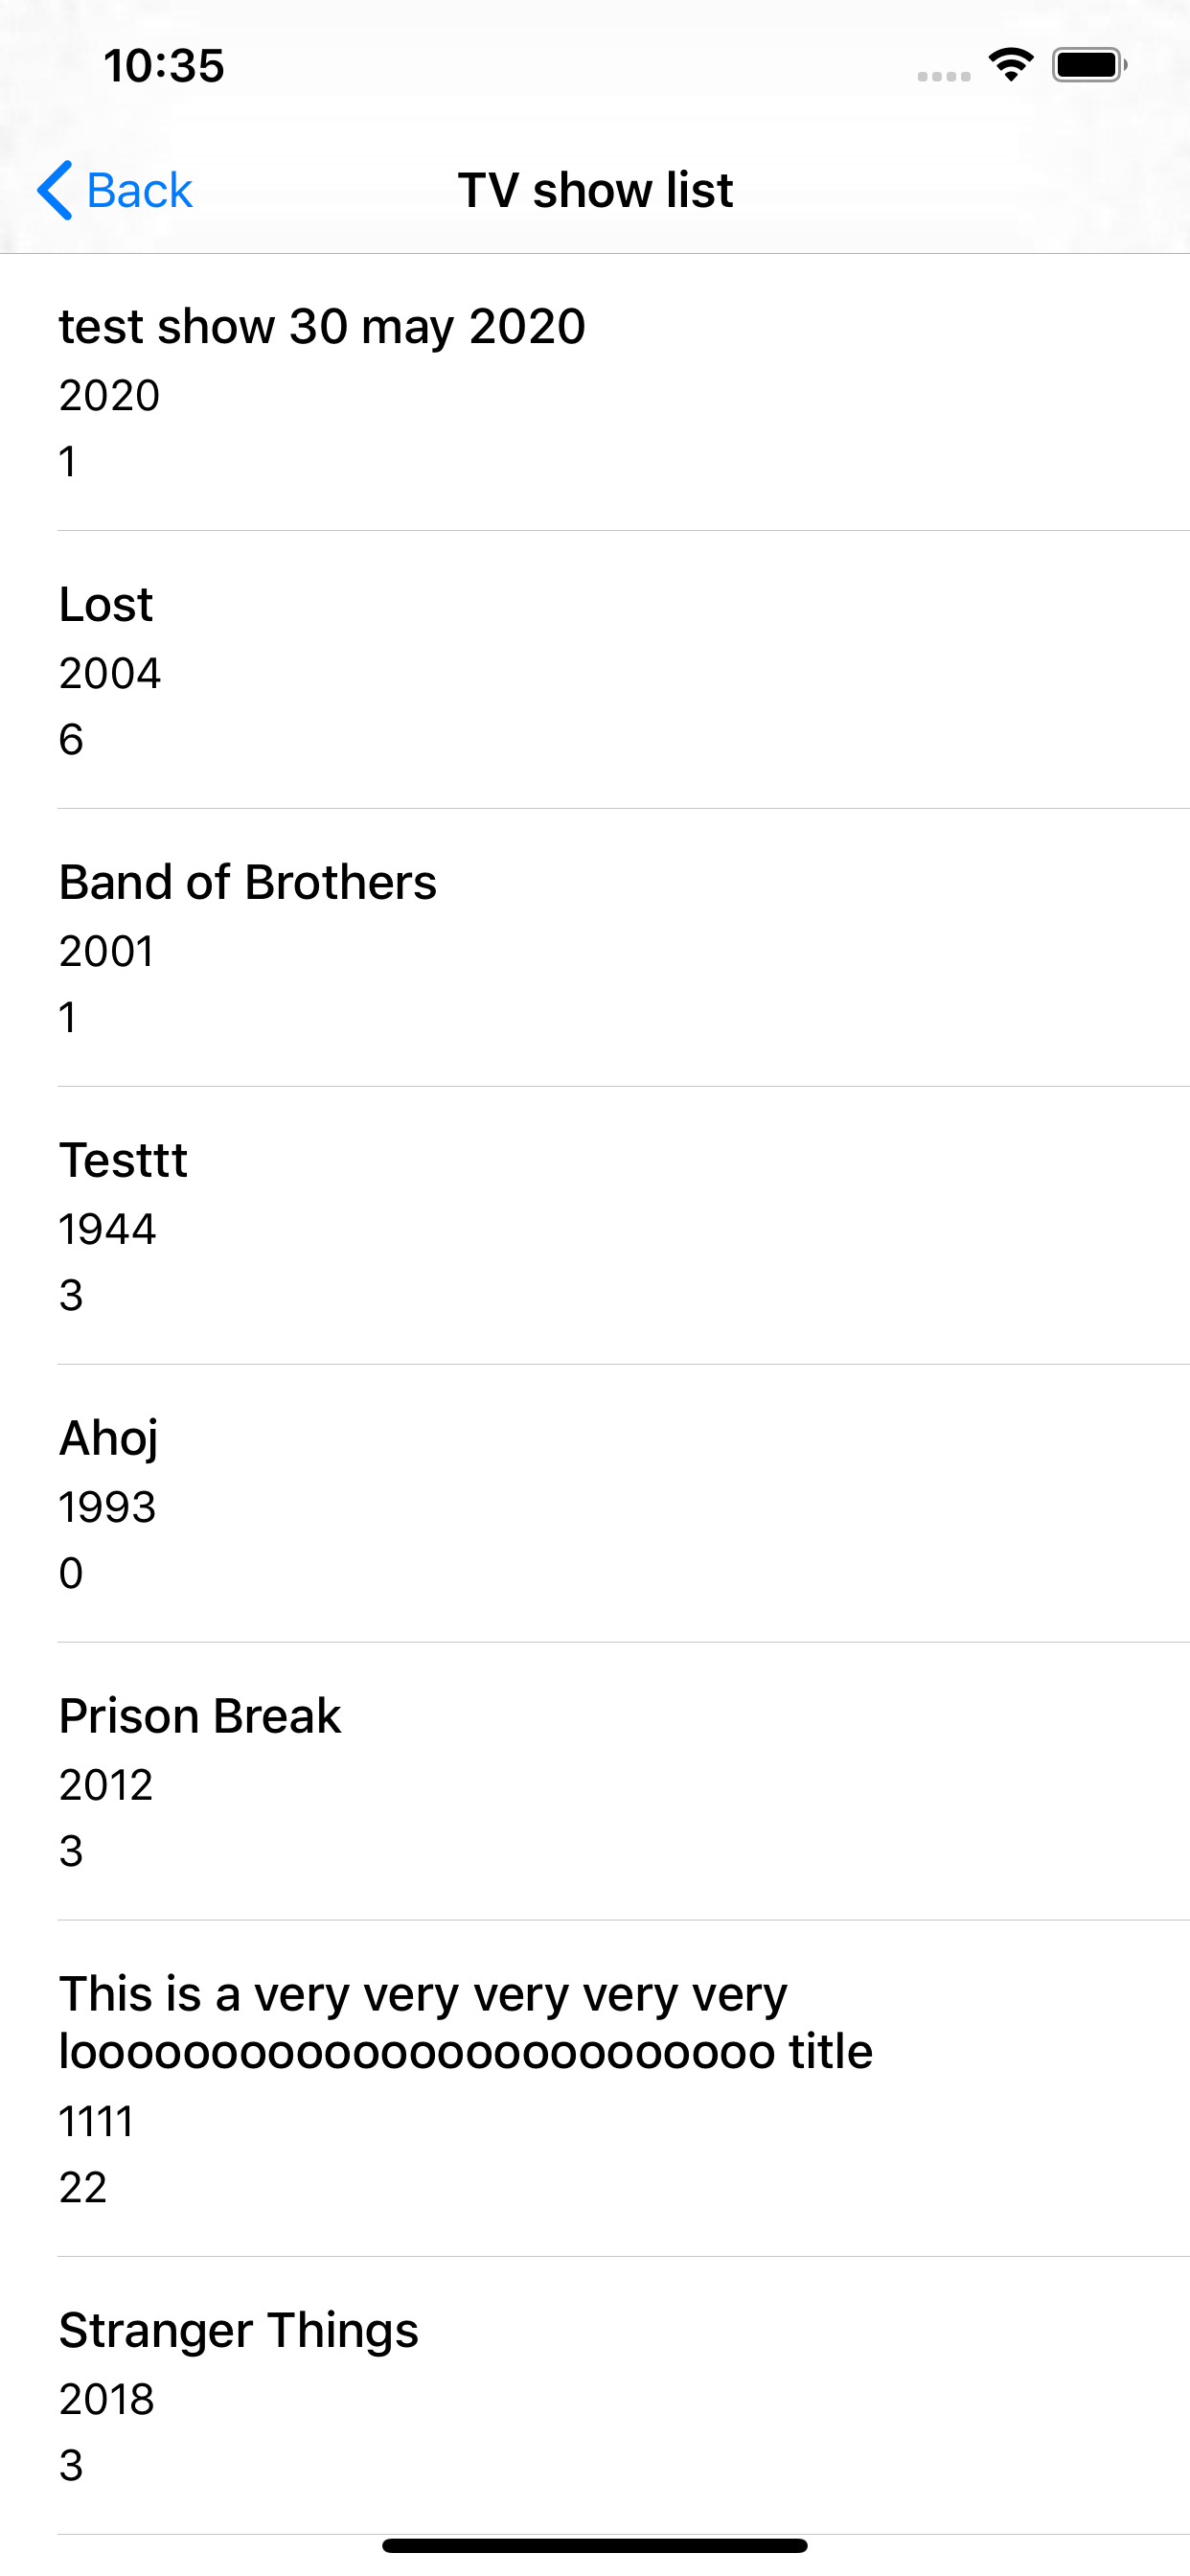 10:35
Back
TV show list
test show 30 may 2020
2020
1
Lost
2004
6
Band of Brothers
2001
1
Testtt
1944
3
Ahoj
1993
0
Prison Break
2012
3
This is a very very very very very
looooooooooooooooooooooooo title
1111
22
Stranger Things
2018
3